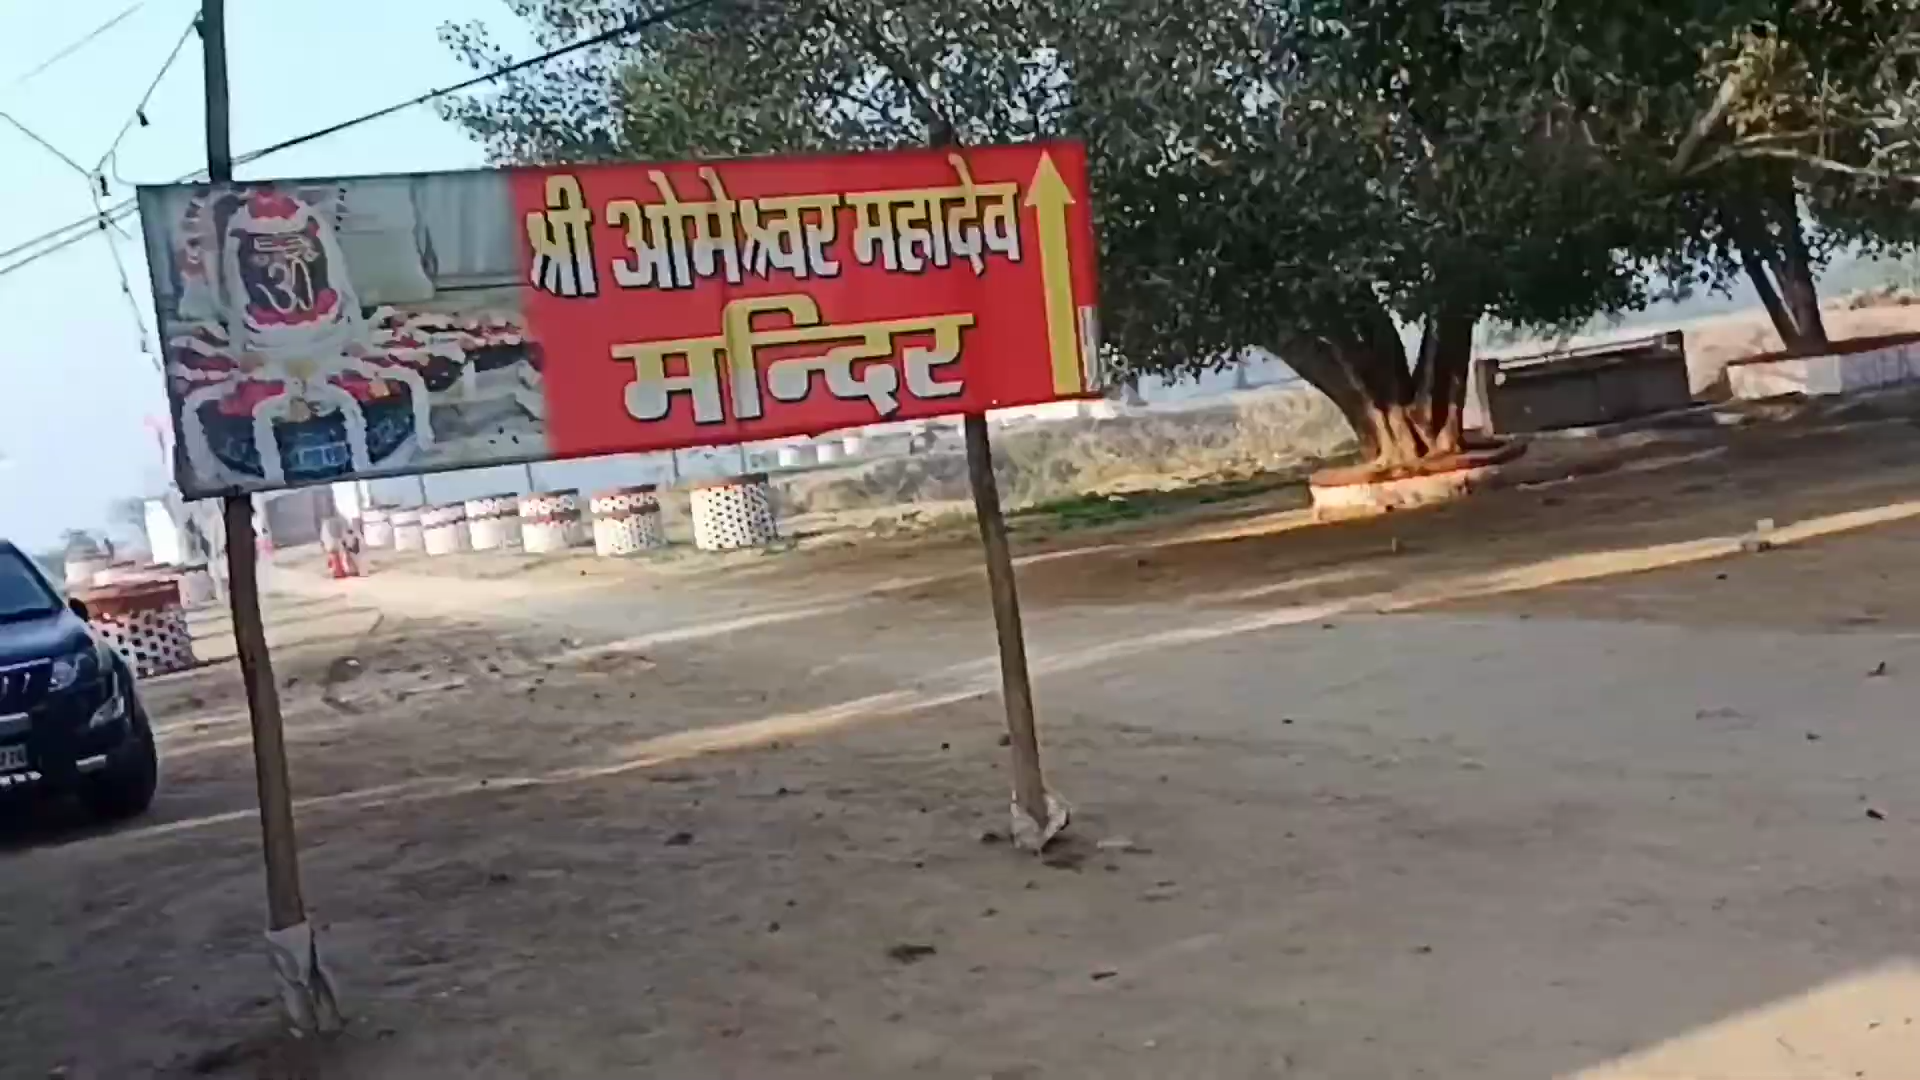 श्री ओमेश्वर महादेव
मन्दिर
ॐ